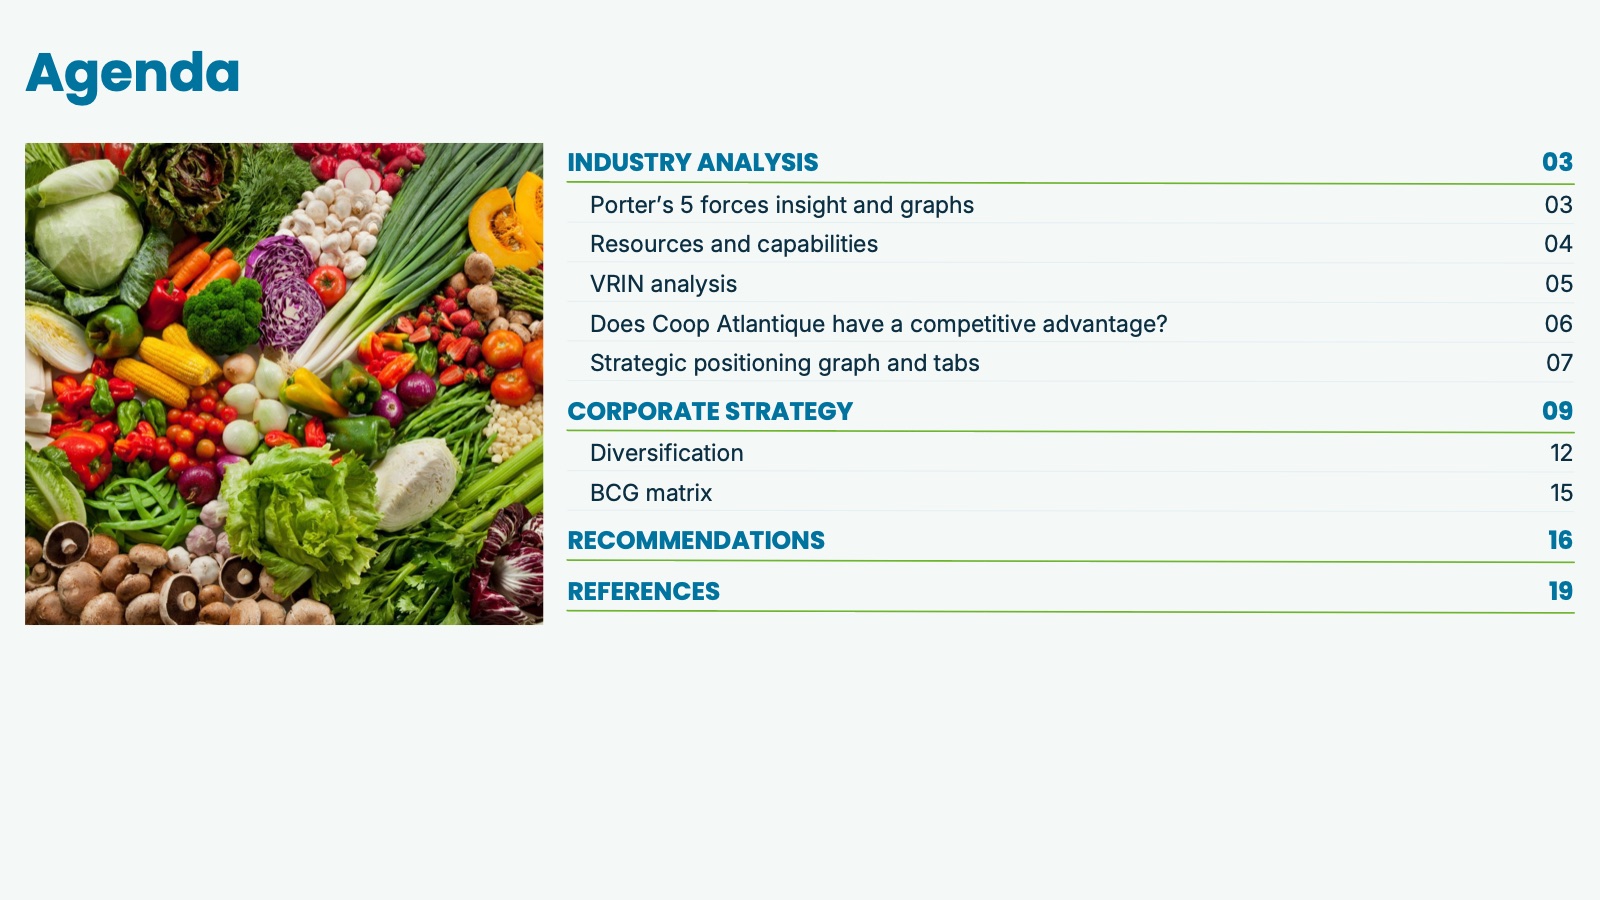 Agenda
INDUSTRY ANALYSIS 03
Porter’s 5 forces insight and graphs 03
Resources and capabilities 04
VRIN analysis 05
Does Coop Atlantique have a competitive advantage? 06
Strategic positioning graph and tabs 07
CORPORATE STRATEGY 09
Diversification 12
BCG matrix 15
RECOMMENDATIONS 16
REFERENCES 19